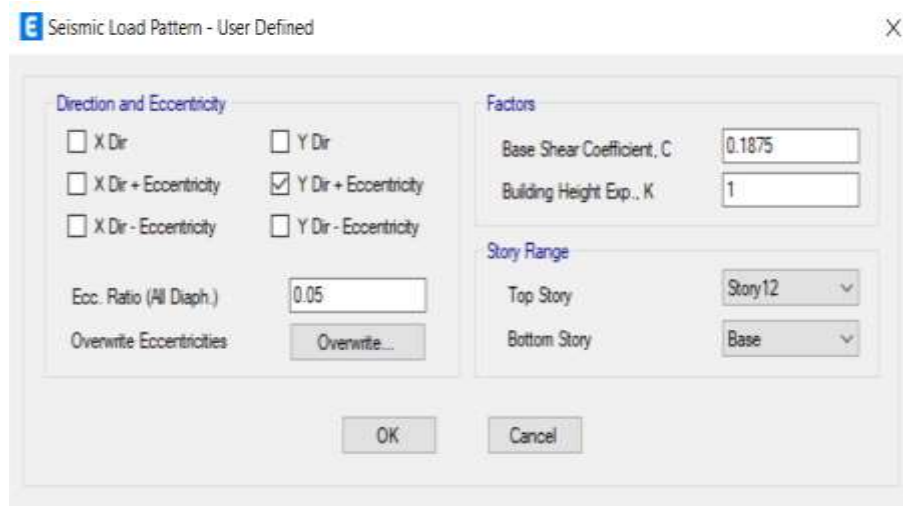 E Seismic Load Pattern - User Defined
Direction and Eccentricity
X Dir
Y Dir
X Dir + Eccentricity
Y Dir + Eccentricity
X Dir - Eccentricity
Y Dir - Eccentricity
Ecc. Ratio (All Diaph.)
0.05
Overwrite Eccentricities
Overwrite...
Factors
Base Shear Coefficient, C
0.1875
Building Height Exp., K
1
Story Range
Top Story
Story12
Bottom Story
Base
OK
Cancel